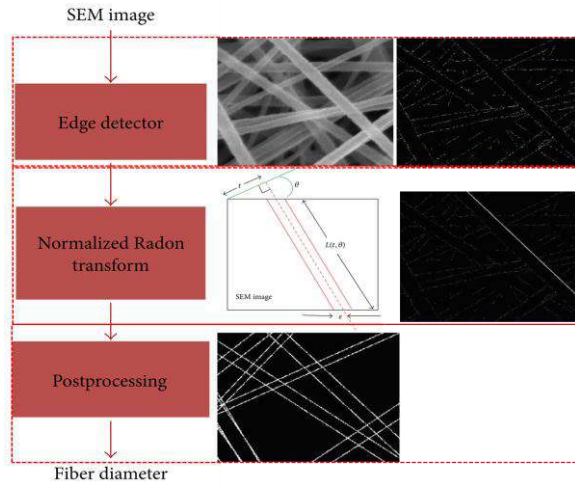 SEM image
Edge detector
t
θ
Normalized Radon
transform
L(t, θ)
SEM image
Postprocessing
Fiber diameter